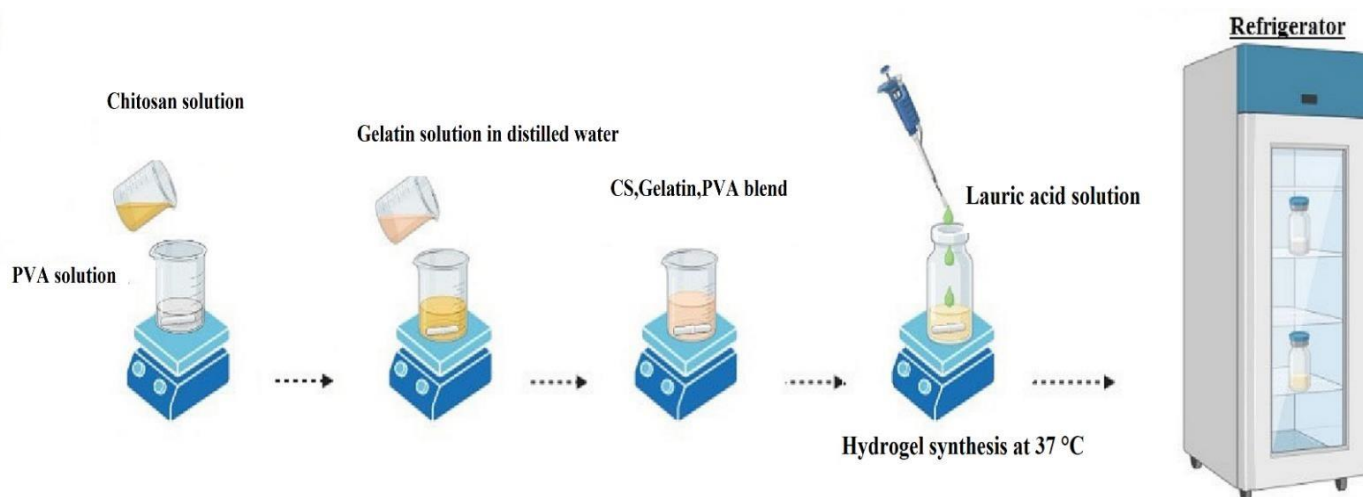 Refrigerator
Chitosan solution
Gelatin solution in distilled water
CS,Gelatin,PVA blend
Lauric acid solution
PVA solution
Hydrogel synthesis at 37 °C